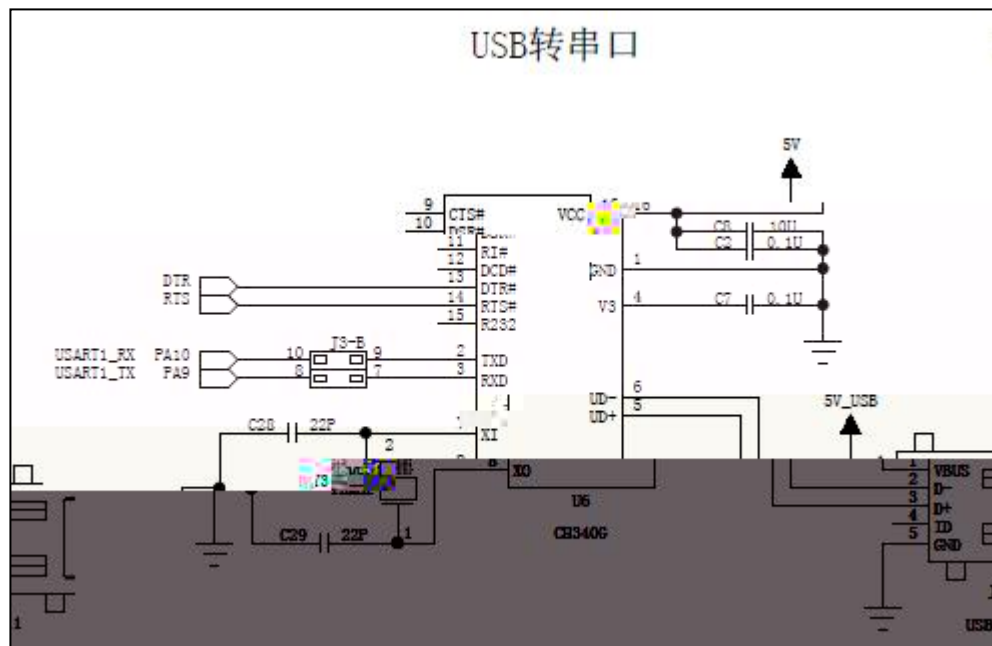 USB转串口
5V
9 CTS# VCC
10
C8 10U
C2 0.1U
11 RI#
12 DCD# GND 1
DTR 13 DTR#
RTS 14 RTS# V3 4 C7 0.1U
15 R232
J3-B
USART1_RX PA10 10 9 2 TXD
USART1_TX PA9 8 7 3 RXD
UD- 6
UD+ 5
5V_USB
C28 22P XI
2
XO
1 VBUS
2 D-
3 D+
4 ID
5 GND
U6
CH340G
C29 22P 1
1
USB